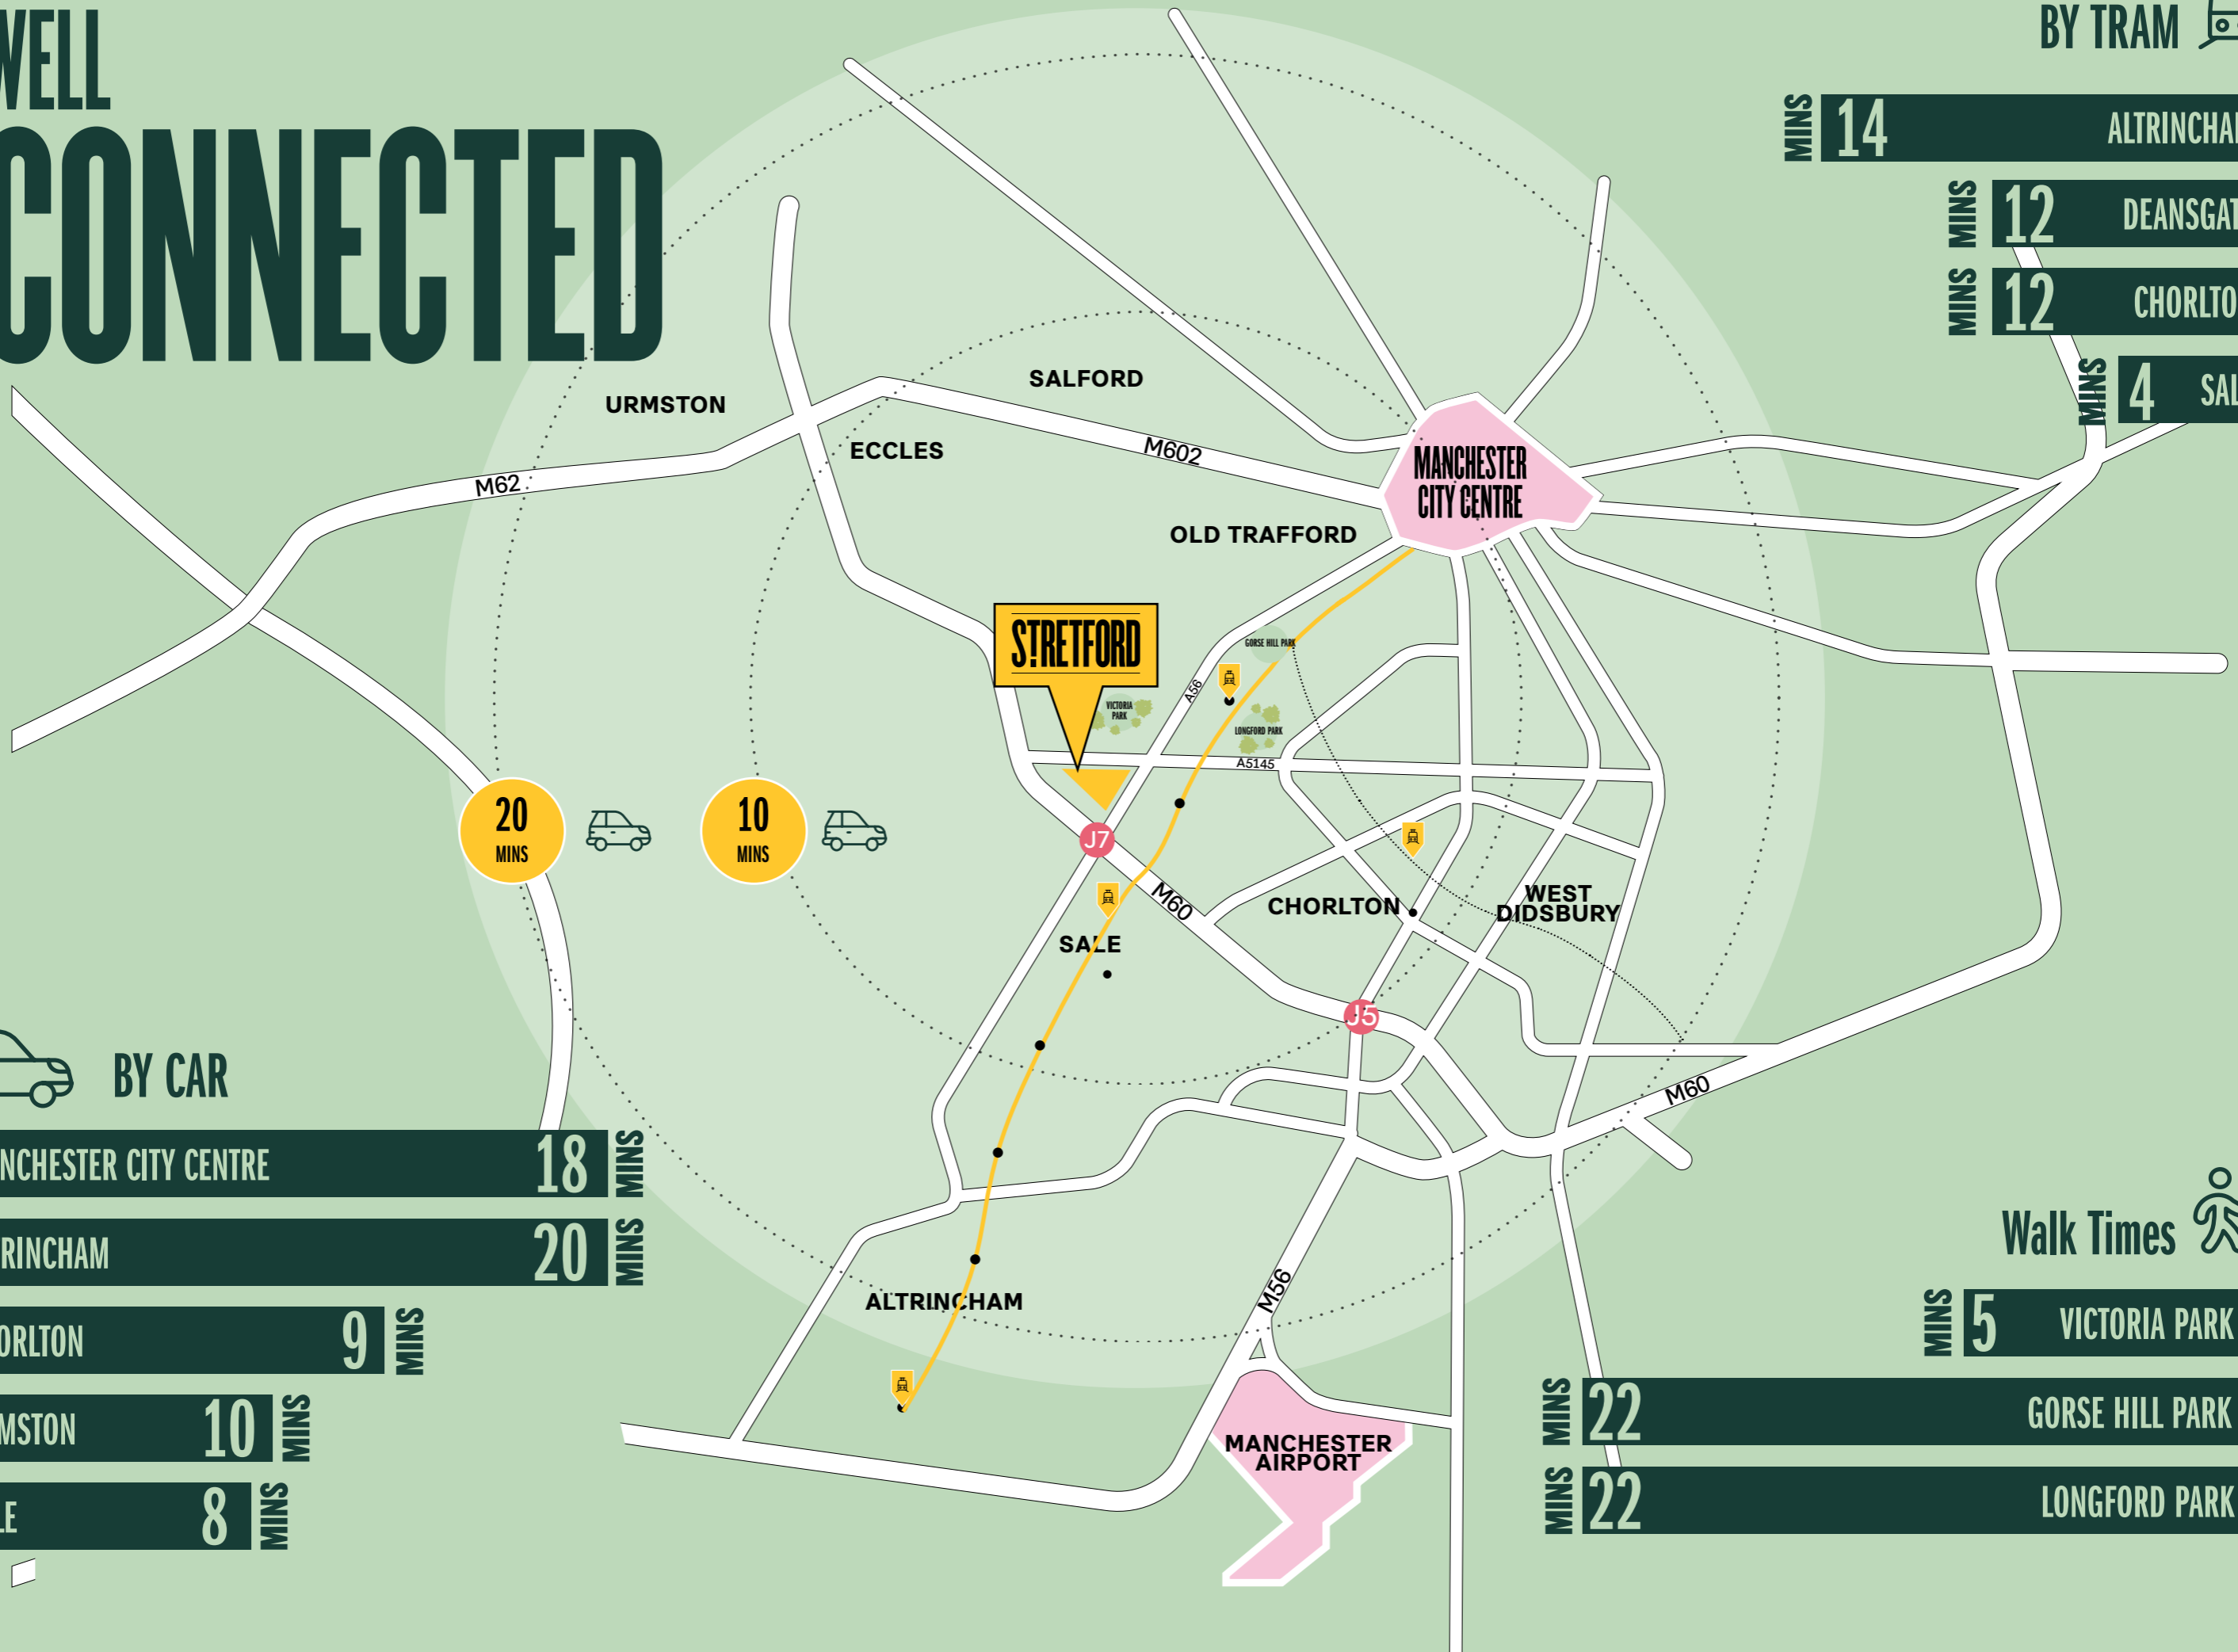 WELL
CONNECTED
BY TRAM
MINS 14 ALTRINCHA
MINS 12 DEANSGAT
MINS 12 CHORLTO
MINS 4 SAL
SALFORD
URMSTON
ECCLES
M602
M62
MANCHESTER
CITY CENTRE
OLD TRAFFORD
STRETFORD
GORSE HILL PARK
A56
VICTORIA
PARK
LONGFORD PARK
A5145
20
MINS
10
MINS
J7
M60
CHORLTON
WEST
DIDSBURY
SALE
J5
M60
BY CAR
NCHESTER CITY CENTRE 18 MINS
RINCHAM 20 MINS
ORLTON 9 MINS
MSTON 10 MINS
LE 8 MINS
ALTRINCHAM
M56
MANCHESTER
AIRPORT
Walk Times
MINS 5 VICTORIA PARK
MINS 22 GORSE HILL PARK
MINS 22 LONGFORD PARK